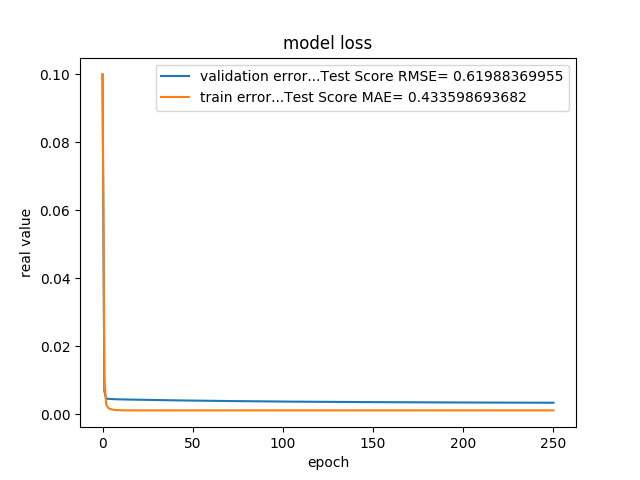 model loss
validation error...Test Score RMSE= 0.61988369955
train error...Test Score MAE= 0.433598693682
real value
0.10
0.08
0.06
0.04
0.02
0.00
0 50 100 150 200 250
epoch